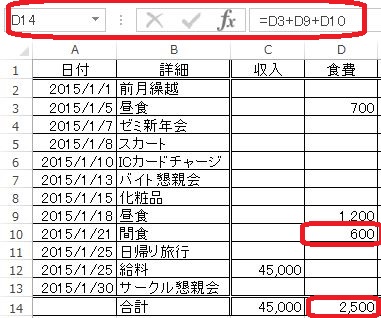 D14 fx =D3+D9+D10
A B C D
1 日付 詳細 収入 食費
2 2015/1/1 前月繰越
3 2015/1/5 昼食 700
4 2015/1/7 ゼミ新年会
5 2015/1/8 スカート
6 2015/1/10 ICカードチャージ
7 2015/1/13 バイト懇親会
8 2015/1/15 化粧品
9 2015/1/18 昼食 1,200
10 2015/1/21 間食 600
11 2015/1/25 日帰り旅行
12 2015/1/25 給料 45,000
13 2015/1/30 サークル懇親会
14 合計 45,000 2,500